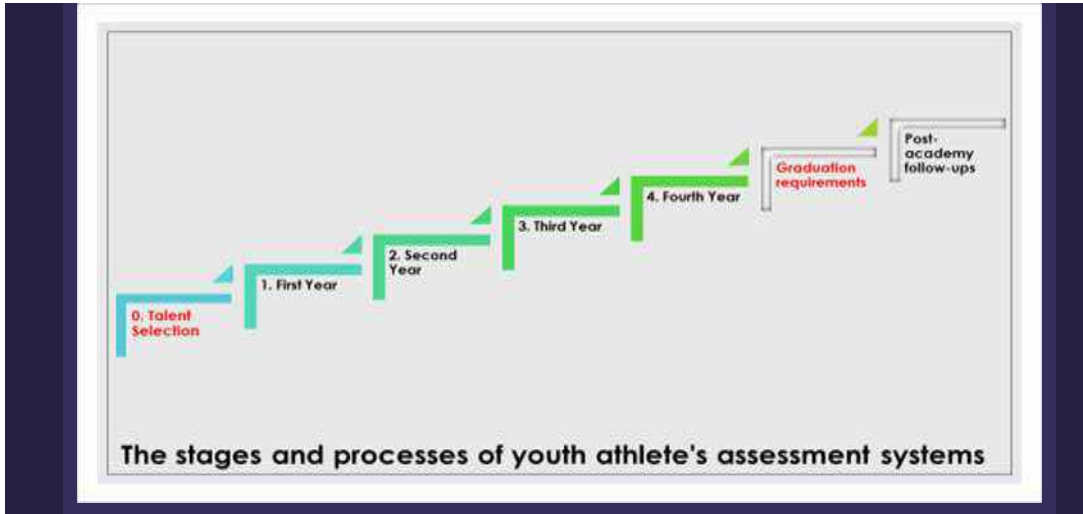 0. Talent
Selection
1. First Year
2. Second
Year
3. Third Year
4. Fourth Year
Graduation
requirements
Post-
academy
follow-ups
The stages and processes of youth athlete's assessment systems